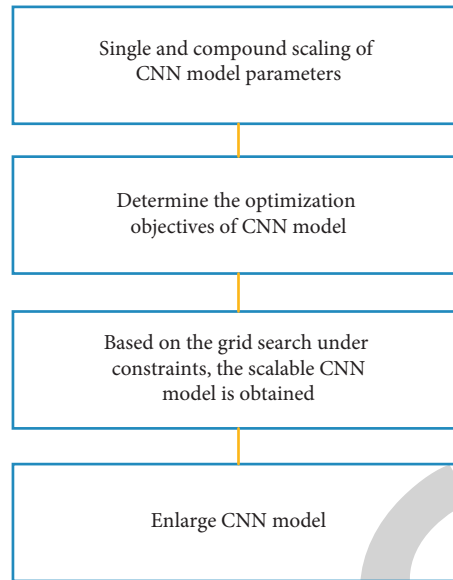 Single and compound scaling of
CNN model parameters
Determine the optimization
objectives of CNN model
Based on the grid search under
constraints, the scalable CNN
model is obtained
Enlarge CNN model